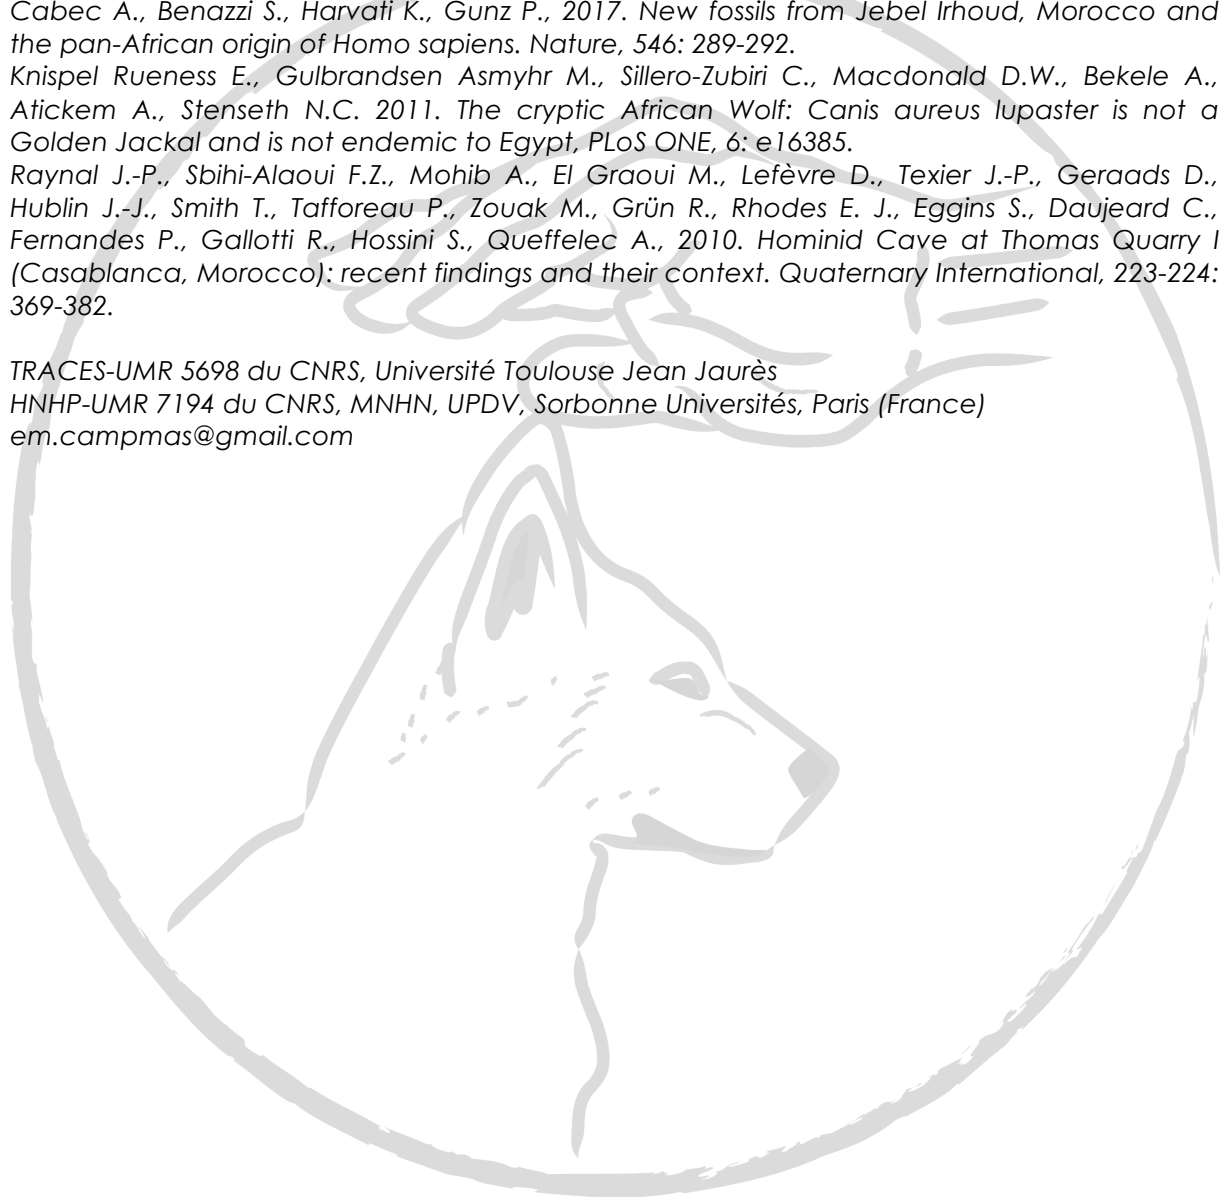 Cabec A., Benazzi S., Harvati K., Gunz P., 2017. New fossils from Jebel Irhoud, Morocco and
the pan-African origin of Homo sapiens. Nature, 546: 289-292.
Knispel Rueness E., Gulbrandsen Asmyhr M., Sillero-Zubiri C., Macdonald D.W., Bekele A.,
Atickem A., Stenseth N.C. 2011. The cryptic African Wolf: Canis aureus lupaster is not a
Golden Jackal and is not endemic to Egypt, PLoS ONE, 6: e16385.
Raynal J.-P., Sbihi-Alaoui F.Z., Mohib A., El Graoui M., Lefèvre D., Texier J.-P., Geraads D.,
Hublin J.-J., Smith T., Tafforeau P., Zouak M., Grün R., Rhodes E. J., Eggins S., Daujeard C.,
Fernandes P., Gallotti R., Hossini S., Queffelec A., 2010. Hominid Cave at Thomas Quarry I
(Casablanca, Morocco): recent findings and their context. Quaternary International, 223-224:
369-382.
TRACES-UMR 5698 du CNRS, Université Toulouse Jean Jaurès
HNHP-UMR 7194 du CNRS, MNHN, UPDV, Sorbonne Universités, Paris (France)
em.campmas@gmail.com